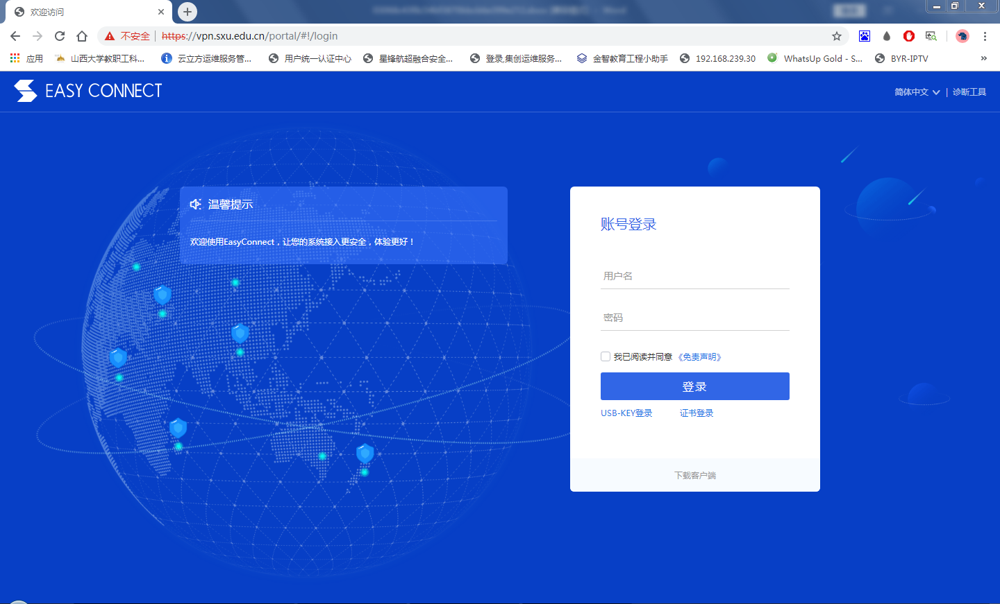 欢迎访问
不安全 | https://vpn.sxu.edu.cn/portal/#!/login
应用 山西大学教职工科... 云立方运维服务管... 用户统一认证中心 星锋航超融合安全... 登录,集创运维服务... 金智教育工程小助手 192.168.239.30 WhatsUp Gold - S... BYR-IPTV »
EASY CONNECT
简体中文 | 诊断工具
温馨提示
欢迎使用EasyConnect，让您的系统接入更安全，体验更好！
账号登录
用户名
密码
我已阅读并同意 《免责声明》
登录
USB-KEY登录 证书登录
下载客户端